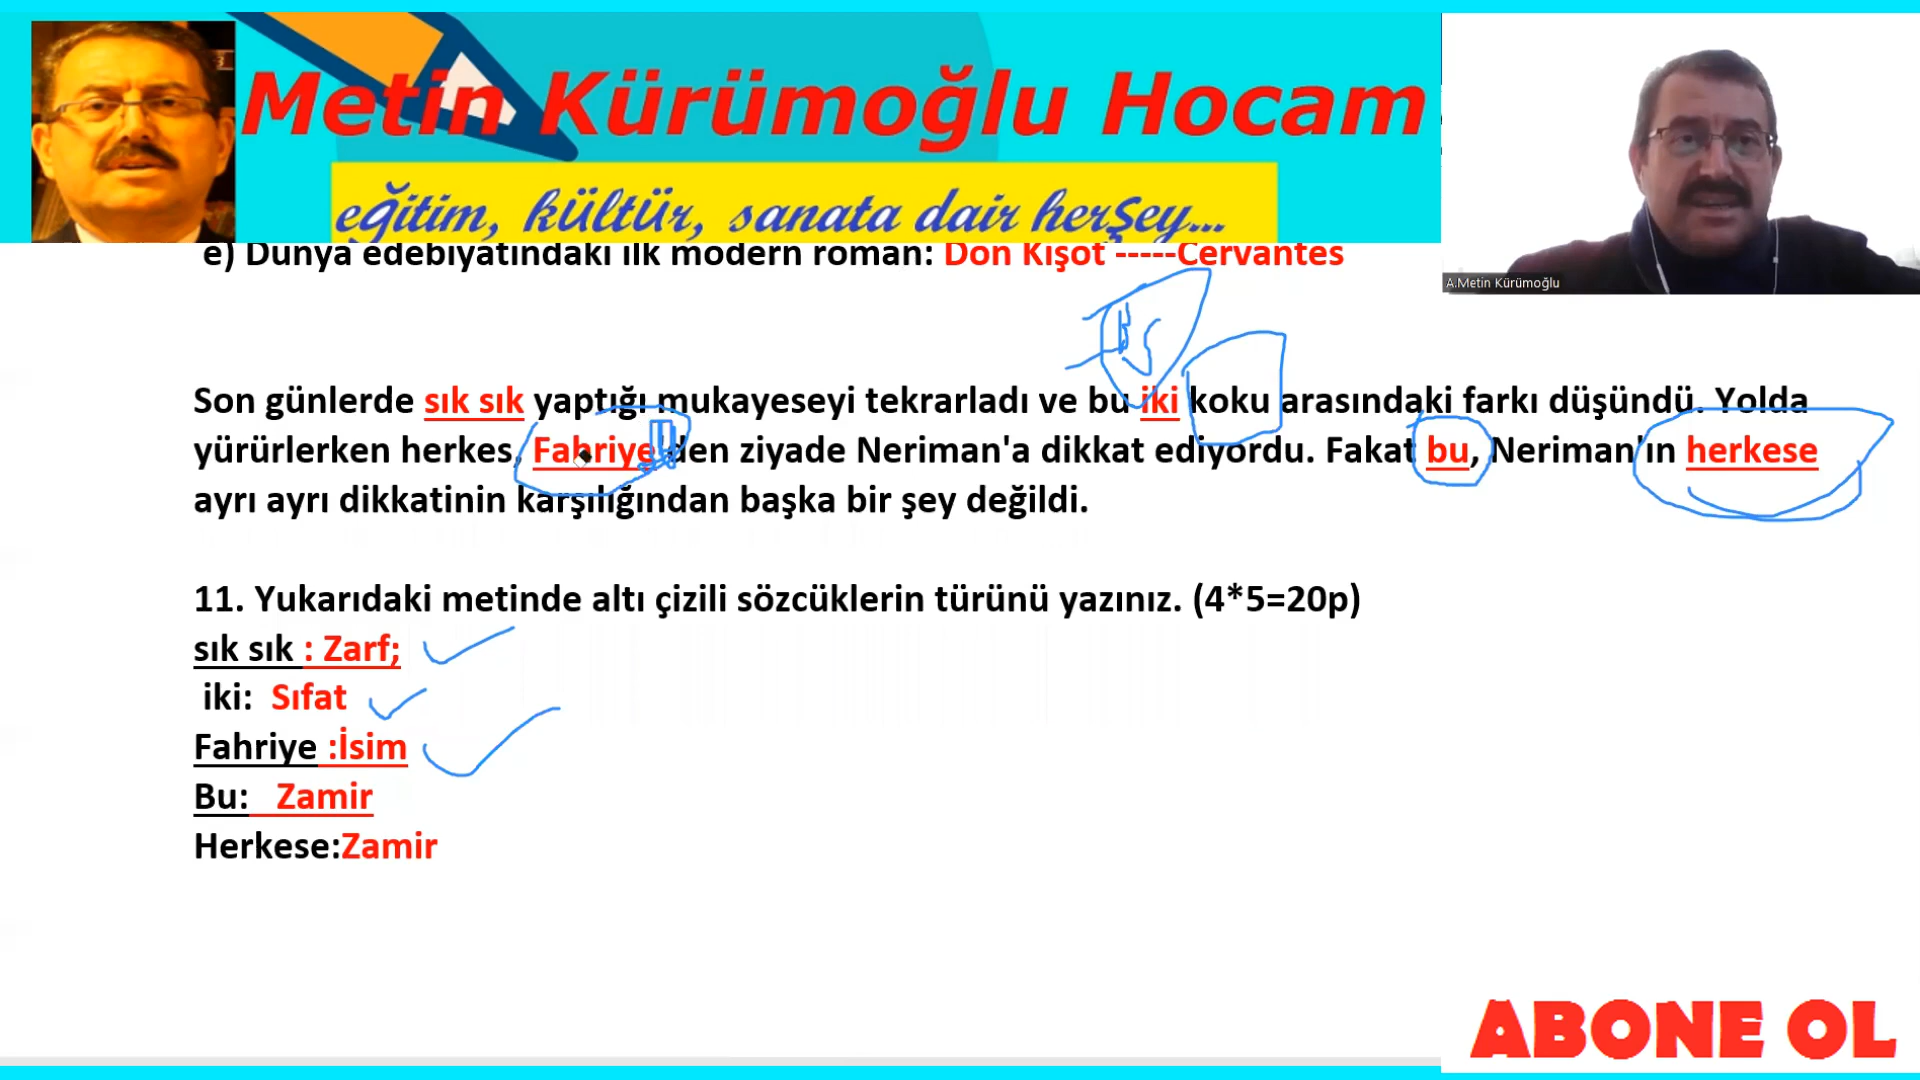 Metin Kürümoğlu Hocam
eğitim, kültür, sanata dair herşey...
A.Metin Kürümoğlu
e) Dünya edebiyatındaki ilk modern roman: Don Kişot -----Cervantes
Son günlerde sık sık yaptığı mukayeseyi tekrarladı ve bu iki koku arasındaki farkı düşündü. Yolda
yürürlerken herkes, Fahriye'den ziyade Neriman'a dikkat ediyordu. Fakat bu, Neriman'ın herkese
ayrı ayrı dikkatinin karşılığından başka bir şey değildi.
11. Yukarıdaki metinde altı çizili sözcüklerin türünü yazınız. (4*5=20p)
sık sık : Zarf;
iki: Sıfat
Fahriye :İsim
Bu: Zamir
Herkese:Zamir
ABONE OL